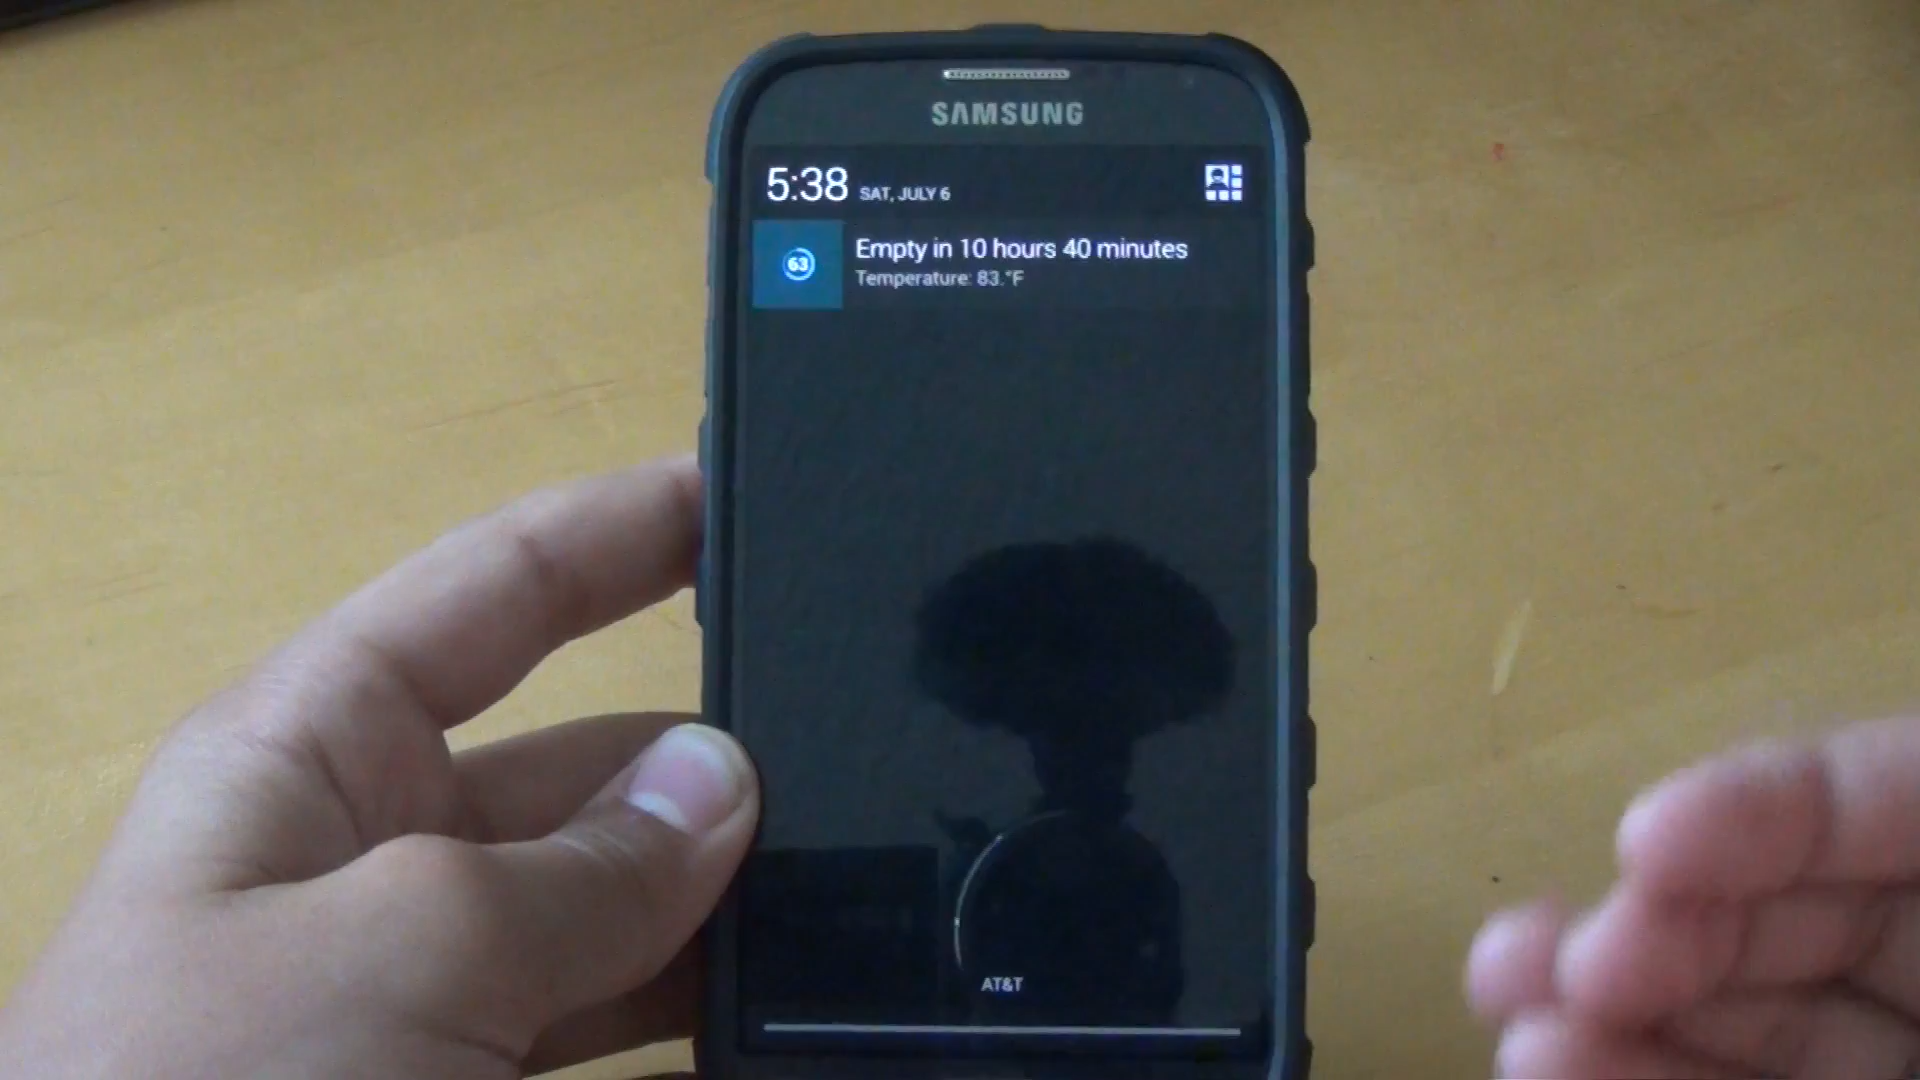 SAMSUNG
5:38 SAT, JULY 6
63
Empty in 10 hours 40 minutes
Temperature: 83.°F
AT&T